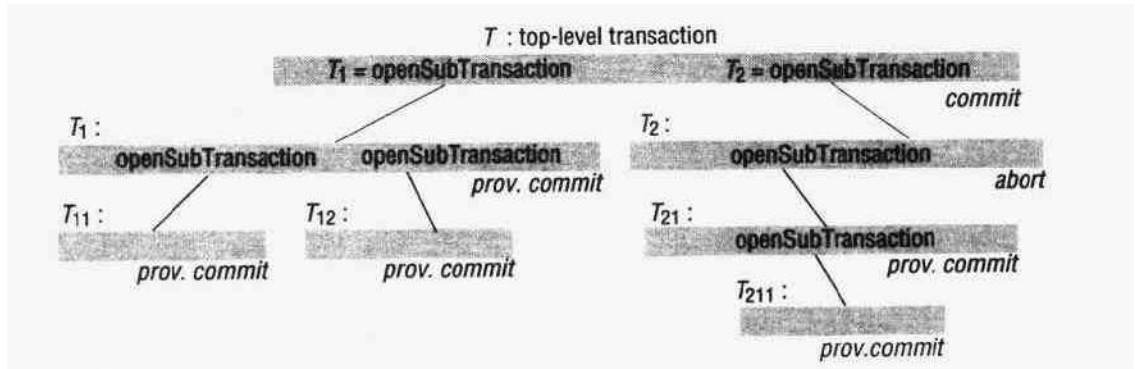 T : top-level transaction
T1 = openSubTransaction T2 = openSubTransaction
commit
T1 : T2 :
openSubTransaction openSubTransaction openSubTransaction
prov. commit abort
T11 : T12 : T21 :
openSubTransaction
prov. commit prov. commit prov. commit
T211 :
prov.commit